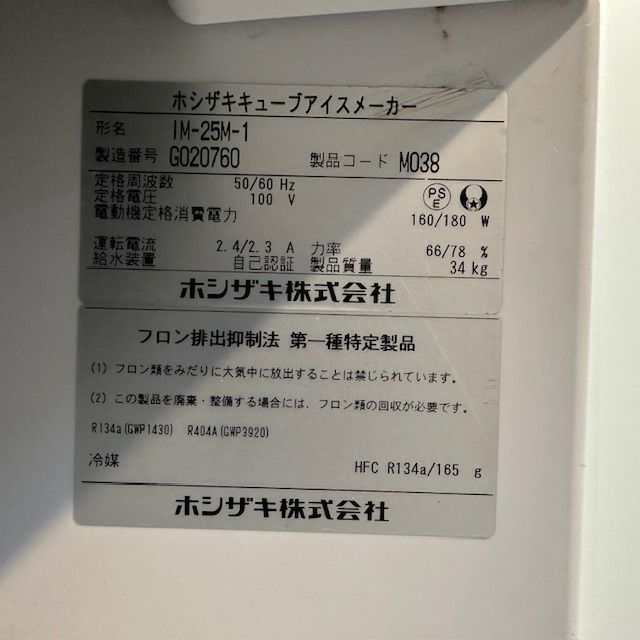 ホシザキキューブアイスメーカー
形名 IM-25M-1
製造番号 G020760 製品コード M038
定格周波数 50/60 Hz
定格電圧 100 V
電動機定格消費電力 160/180 W
PS
E
運転電流 2.4/2.3 A 力率 66/78 %
給水装置 自己認証 製品質量 34 kg
ホシザキ株式会社
フロン排出抑制法 第一種特定製品
(1) フロン類をみだりに大気中に放出することは禁じられています。
(2) この製品を廃棄・整備する場合には、フロン類の回収が必要です。
R134a(GWP1430) R404A(GWP3920)
冷媒 HFC R134a/165 g
ホシザキ株式会社